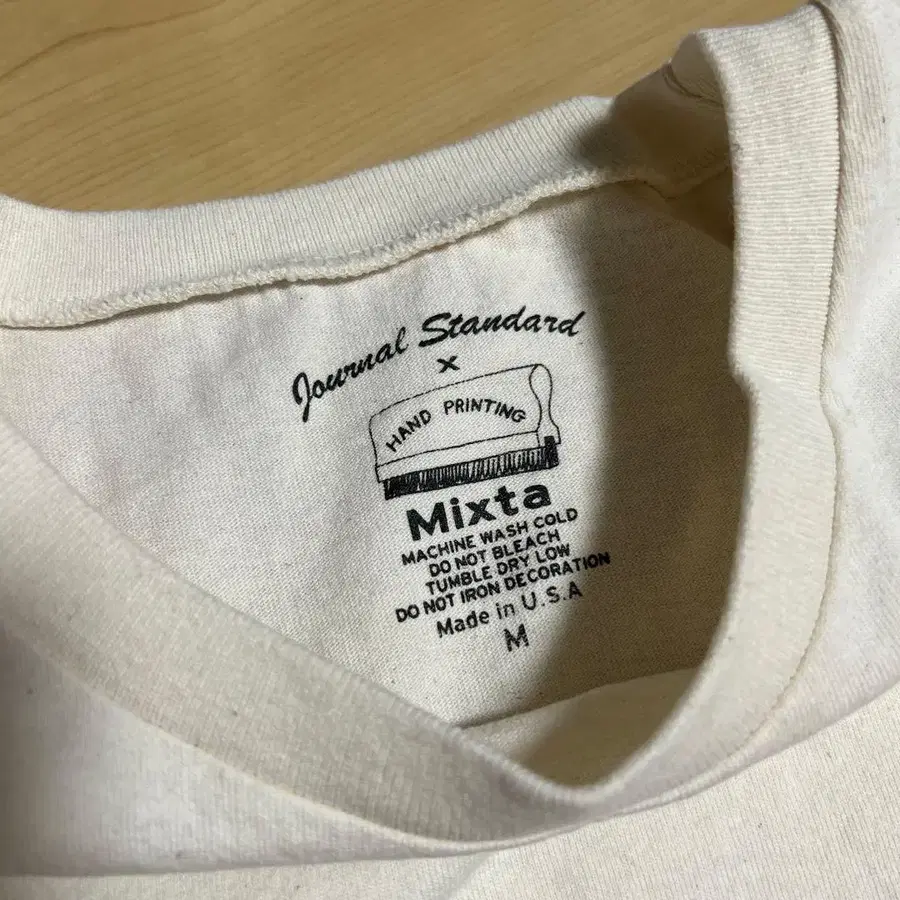 Journal Standard
x
HAND PRINTING
Mixta
MACHINE WASH COLD
DO NOT BLEACH
TUMBLE DRY LOW
DO NOT IRON DECORATION
Made in U.S.A
M